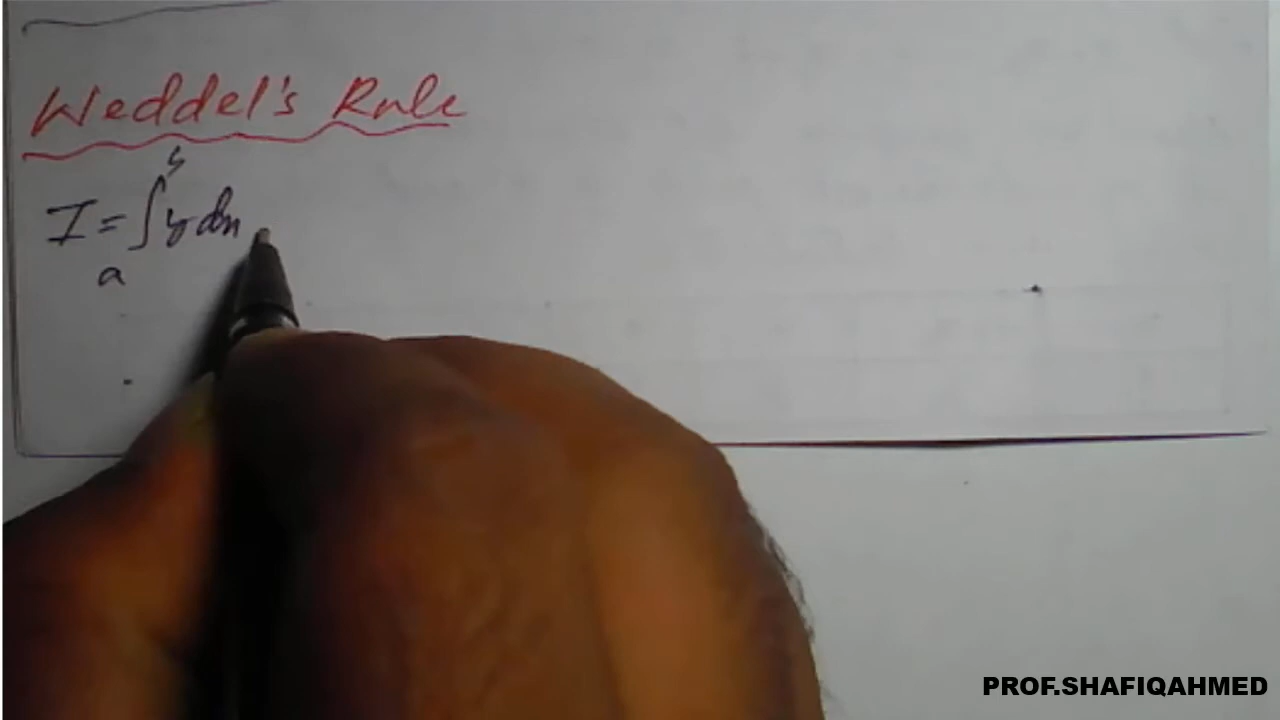 Weddel's Rule
b
I = ∫ y dx
a
PROF.SHAFIQAHMED